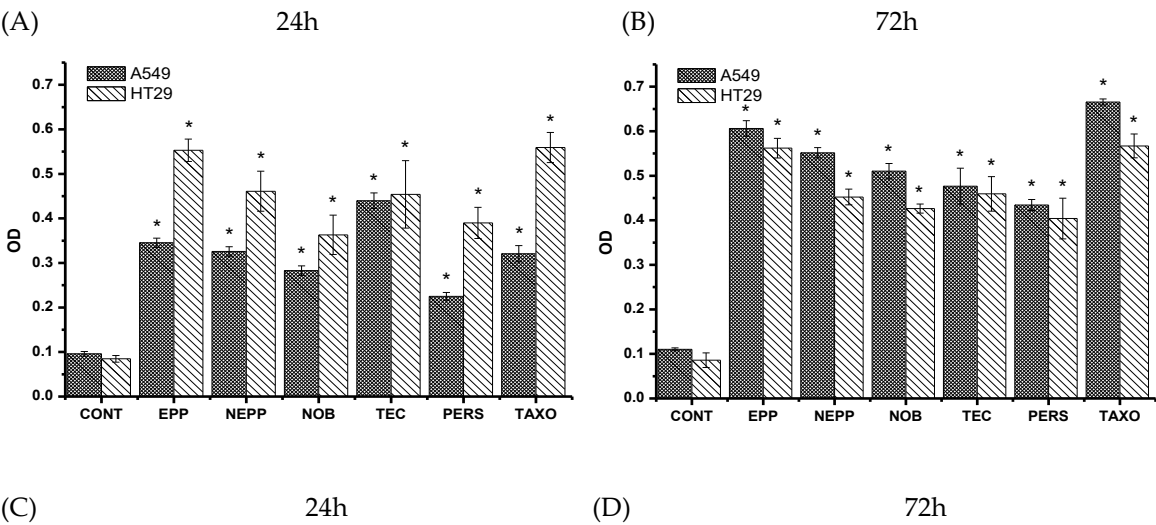 (A) 24h (B) 72h
A549
HT29
0.7
0.6
0.5
0.4
0.3
0.2
0.1
0.0
OD
* * * * * * * * * * * *
CONT EPP NEPP NOB TEC PERS TAXO
A549
HT29
0.7
0.6
0.5
0.4
0.3
0.2
0.1
0.0
OD
* * * * * * * * * * * *
CONT EPP NEPP NOB TEC PERS TAXO
(C) 24h (D) 72h